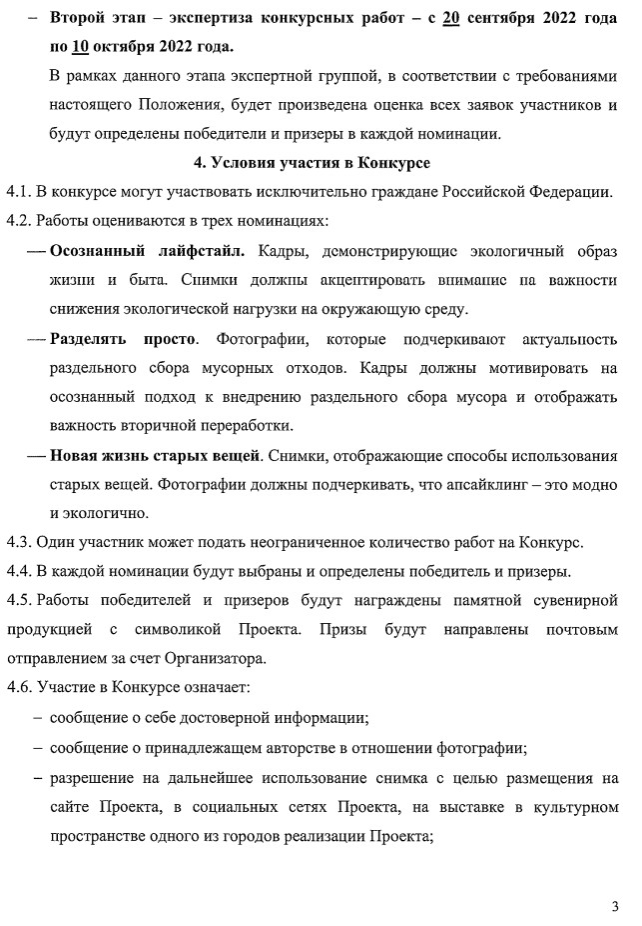 – Второй этап – экспертиза конкурсных работ – с 20 сентября 2022 года
по 10 октября 2022 года.
В рамках данного этапа экспертной группой, в соответствии с требованиями
настоящего Положения, будет произведена оценка всех заявок участников и
будут определены победители и призеры в каждой номинации.
4. Условия участия в Конкурсе
4.1. В конкурсе могут участвовать исключительно граждане Российской Федерации.
4.2. Работы оцениваются в трех номинациях:
— Осознанный лайфстайл. Кадры, демонстрирующие экологичный образ
жизни и быта. Снимки должны акцептировать внимание на важности
снижения экологической нагрузки на окружающую среду.
— Разделять просто. Фотографии, которые подчеркивают актуальность
раздельного сбора мусорных отходов. Кадры должны мотивировать на
осознанный подход к внедрению раздельного сбора мусора и отображать
важность вторичной переработки.
— Новая жизнь старых вещей. Снимки, отображающие способы использования
старых вещей. Фотографии должны подчеркивать, что апсайклинг – это модно
и экологично.
4.3. Один участник может подать неограниченное количество работ на Конкурс.
4.4. В каждой номинации будут выбраны и определены победитель и призеры.
4.5. Работы победителей и призеров будут награждены памятной сувенирной
продукцией с символикой Проекта. Призы будут направлены почтовым
отправлением за счет Организатора.
4.6. Участие в Конкурсе означает:
– сообщение о себе достоверной информации;
– сообщение о принадлежащем авторстве в отношении фотографии;
– разрешение на дальнейшее использование снимка с целью размещения на
сайте Проекта, в социальных сетях Проекта, на выставке в культурном
пространстве одного из городов реализации Проекта;
3